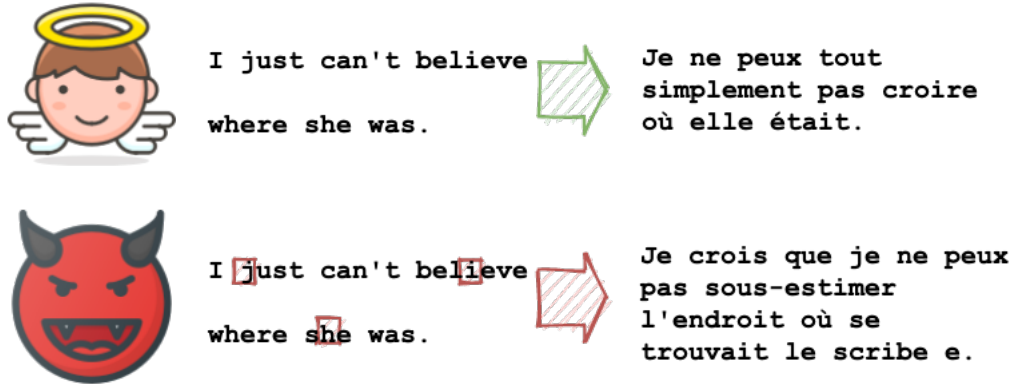 I just can't believe
where she was.
Je ne peux tout
simplement pas croire
où elle était.
I just can't believe
where she was.
Je crois que je ne peux
pas sous-estimer
l'endroit où se
trouvait le scribe e.